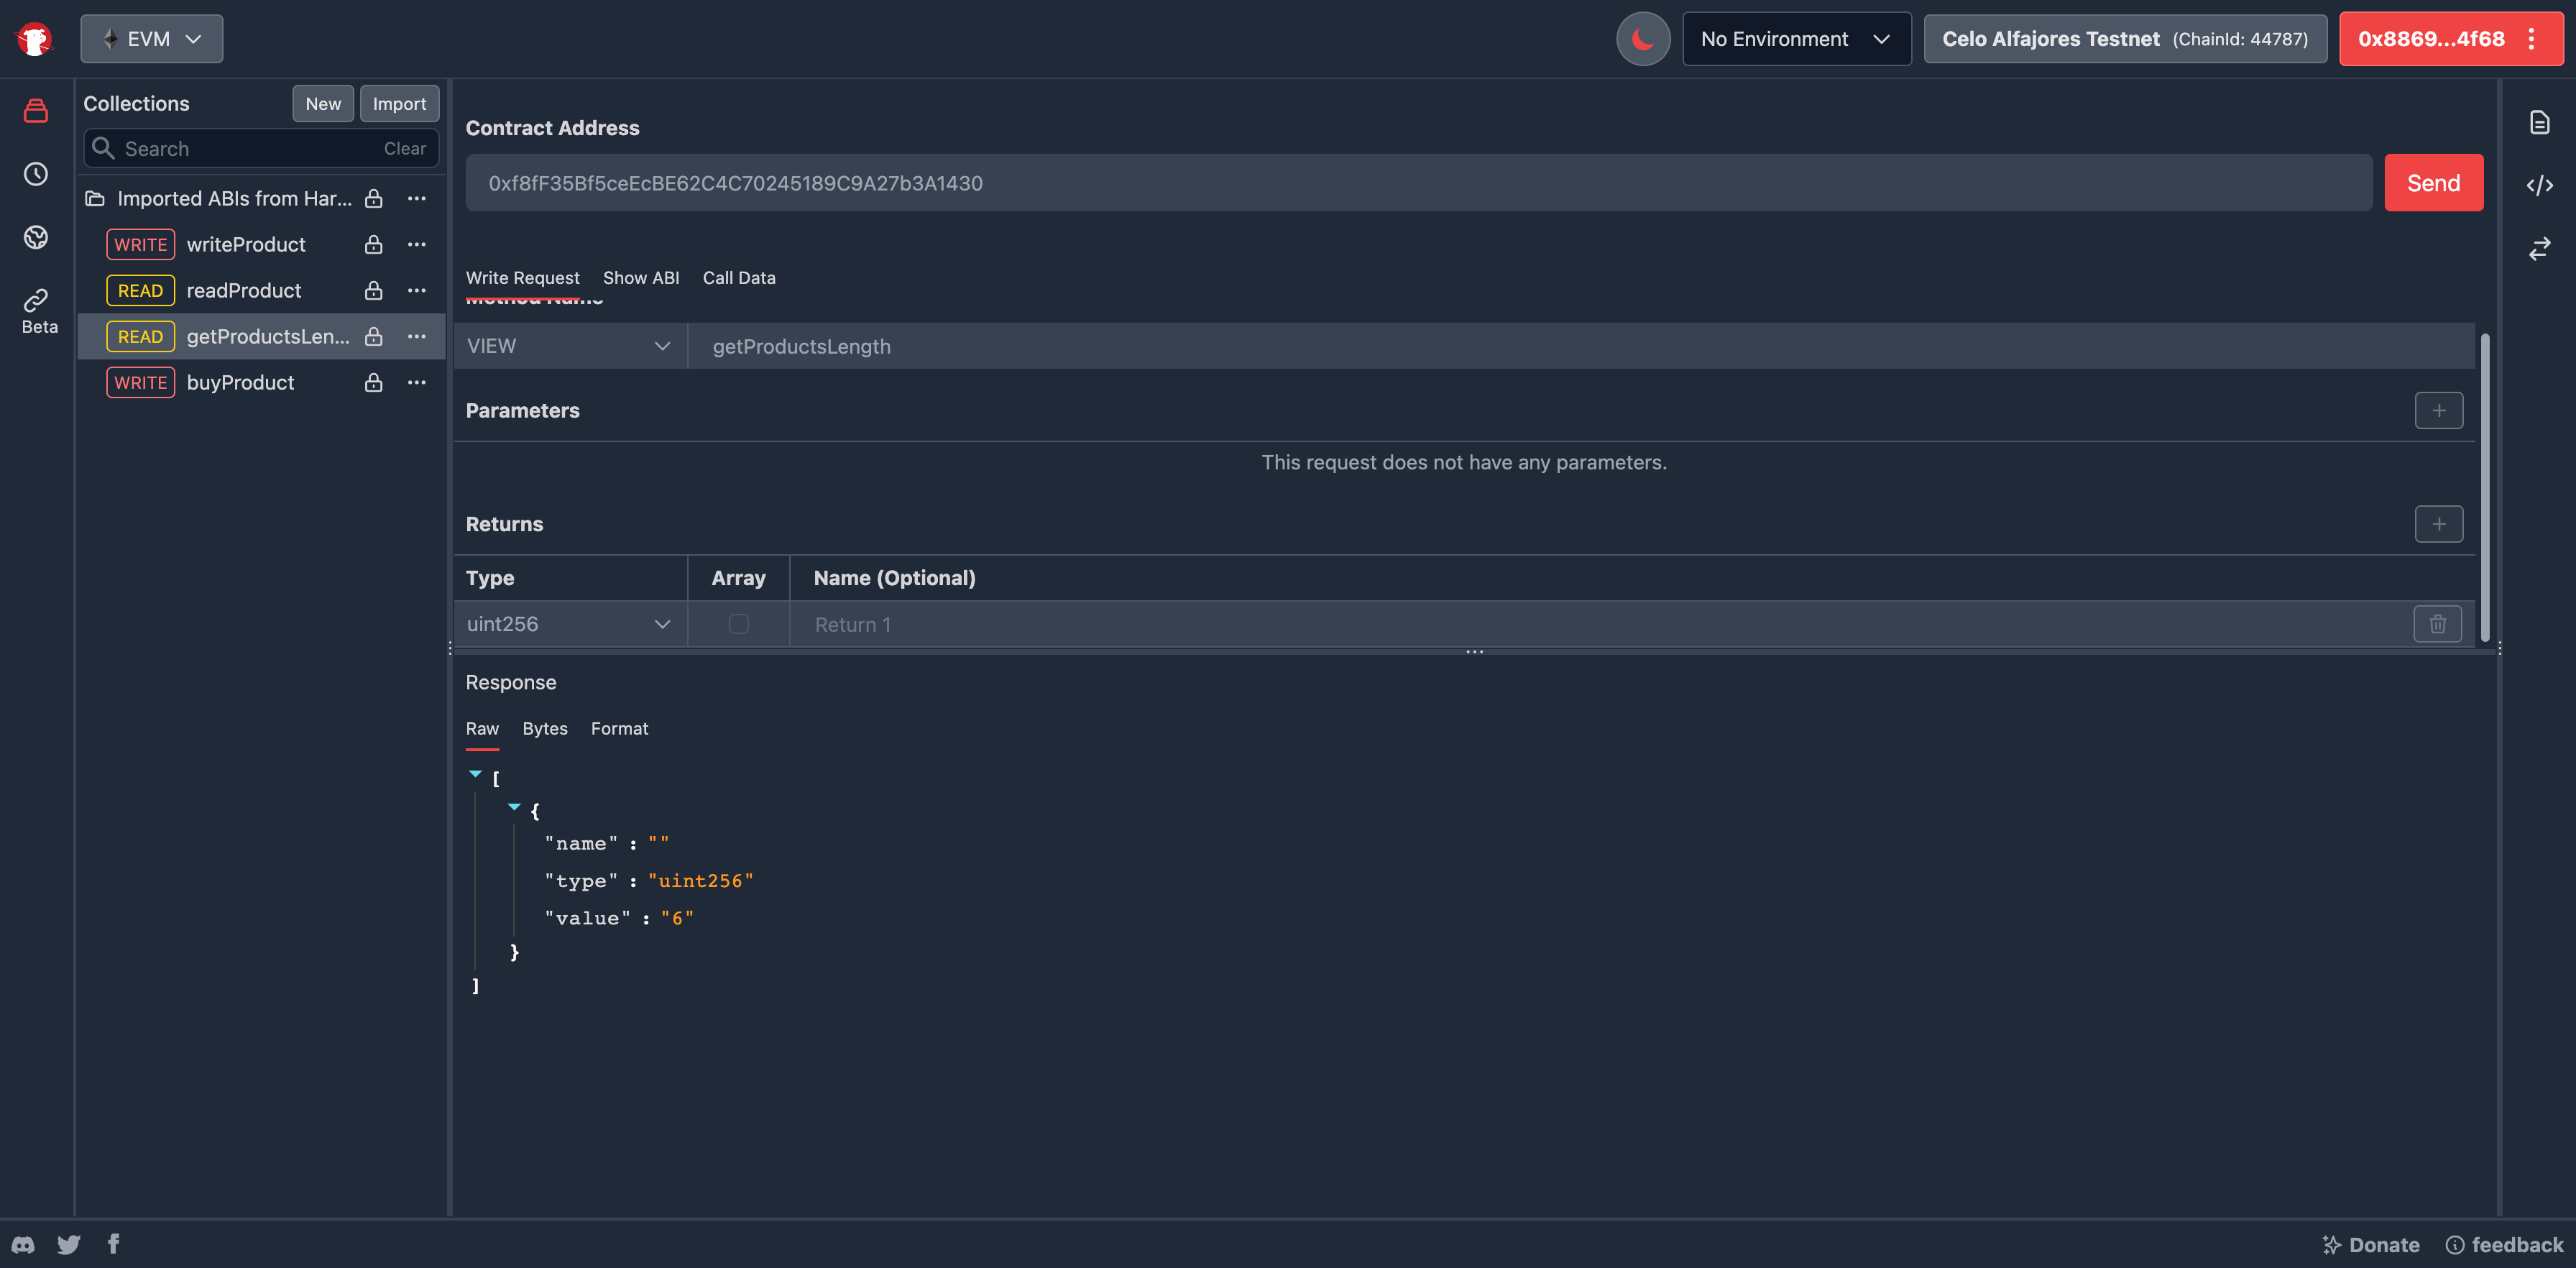 EVM
No Environment
Celo Alfajores Testnet (ChainId: 44787)
0x8869...4f68
Collections
New
Import
Search
Clear
Imported ABIs from Har...
WRITE writeProduct
READ readProduct
READ getProductsLen...
WRITE buyProduct
Beta
Contract Address
0xf8fF35Bf5ceEcBE62C4C70245189C9A27b3A1430
Send
Write Request
Show ABI
Call Data
Method Name
VIEW
getProductsLength
Parameters
+
This request does not have any parameters.
Returns
+
Type
Array
Name (Optional)
uint256
Return 1
Response
Raw
Bytes
Format
[
{
"name" : ""
"type" : "uint256"
"value" : "6"
}
]
Donate
feedback